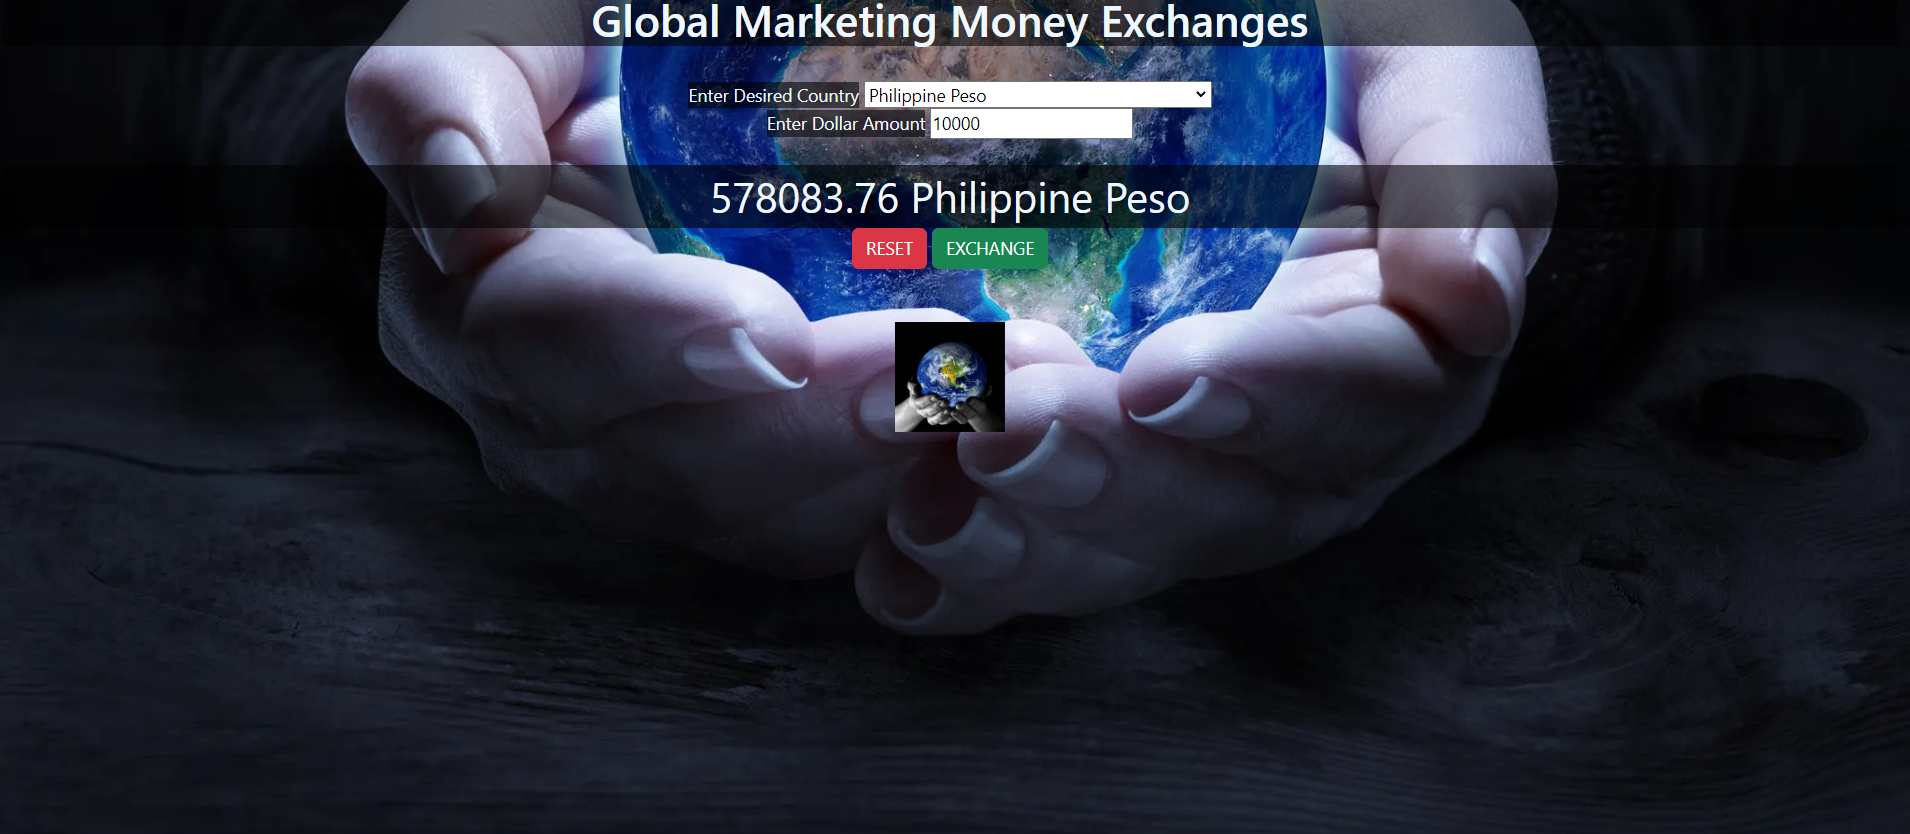 Global Marketing Money Exchanges
Enter Desired Country Philippine Peso
Enter Dollar Amount 10000
578083.76 Philippine Peso
RESET EXCHANGE